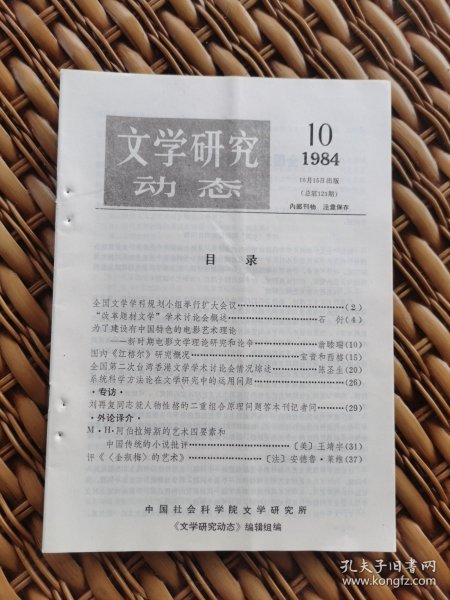 文学研究
动态
10
1984
10月15日出版
(总第121期)
内部刊物 注意保存
目录
全国文学学科规划小组举行扩大会议……………………(2)
“改革题材文学”学术讨论会概述………………石衍(4)
为了建设有中国特色的电影艺术理论
——新时期电影文学理论研究和论争…………俞睦瑞(10)
国内《江格尔》研究概况………………宝音和西格(15)
全国第二次台湾香港文学学术讨论会情况综述………陈圣生(20)
系统科学方法论在文学研究中的运用问题………………(26)
·专访·
刘再复同志就人物性格的二重组合原理问题答本刊记者问………(29)
·外论译介·
M·H·阿伯拉姆斯的艺术四要素和
中国传统的小说批评………………〔美〕王靖宇(31)
评《〈金瓶梅〉的艺术》………………〔法〕安德鲁·莱维(37)
中国社会科学院文学研究所
《文学研究动态》编辑组编
孔夫子旧书网
www.kongfz.com